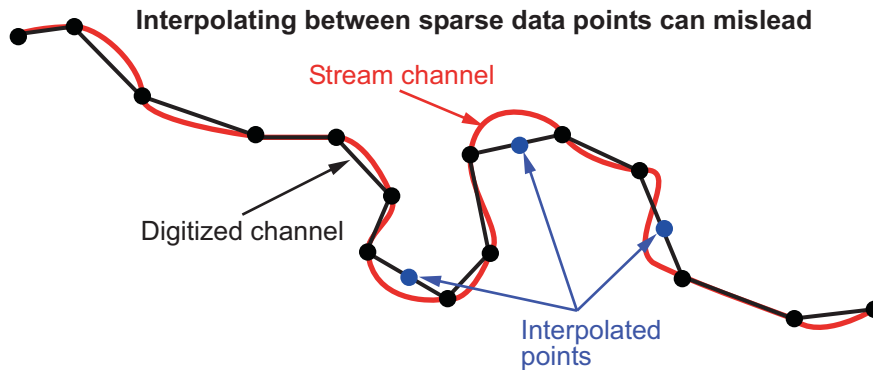 Interpolating between sparse data points can mislead
Stream channel
Digitized channel
Interpolated
points